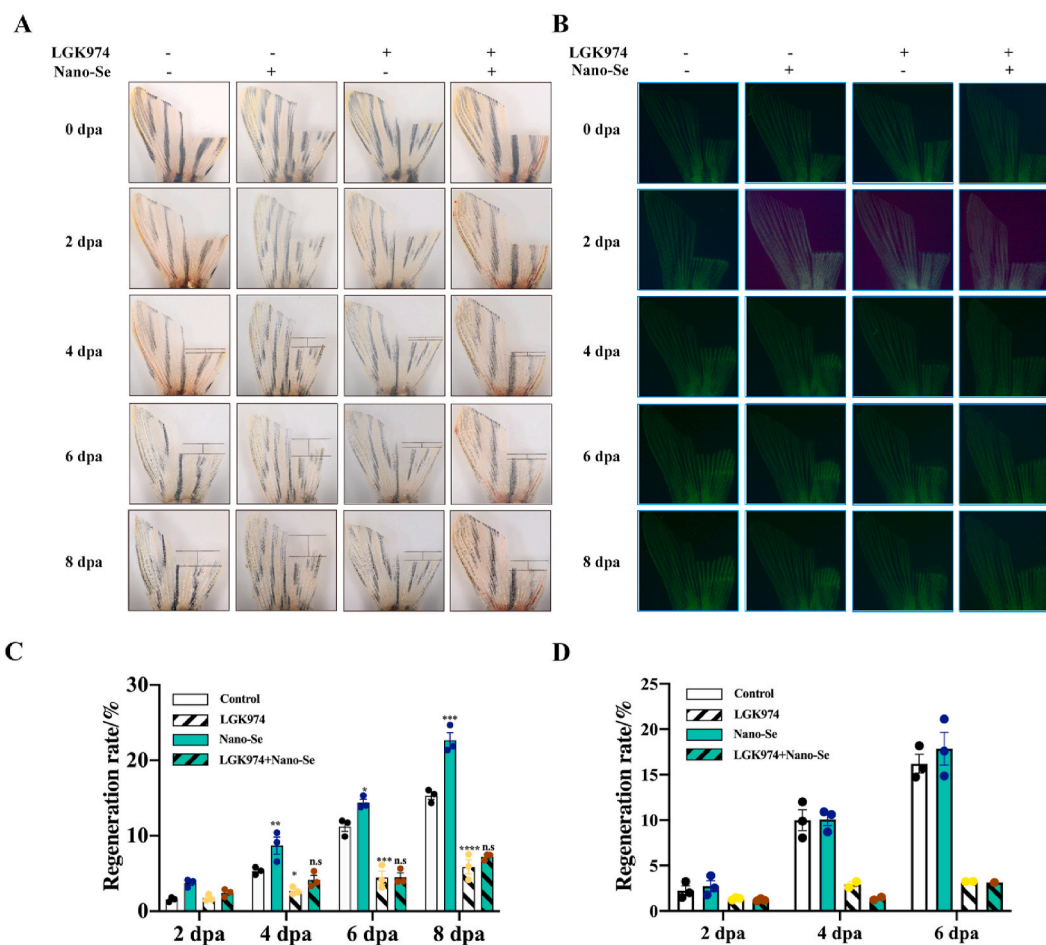 A
LGK974 - - + +
Nano-Se - + - +
0 dpa
2 dpa
4 dpa
6 dpa
8 dpa
B
LGK974 - - + +
Nano-Se - + - +
0 dpa
2 dpa
4 dpa
6 dpa
8 dpa
C
Regeneration rate/%
30
20
10
0
Control
LGK974
Nano-Se
LGK974+Nano-Se
** * n.s
* *** n.s
*** **** n.s
2 dpa 4 dpa 6 dpa 8 dpa
D
Regeneration rate/%
25
20
15
10
5
0
Control
LGK974
Nano-Se
LGK974+Nano-Se
2 dpa 4 dpa 6 dpa